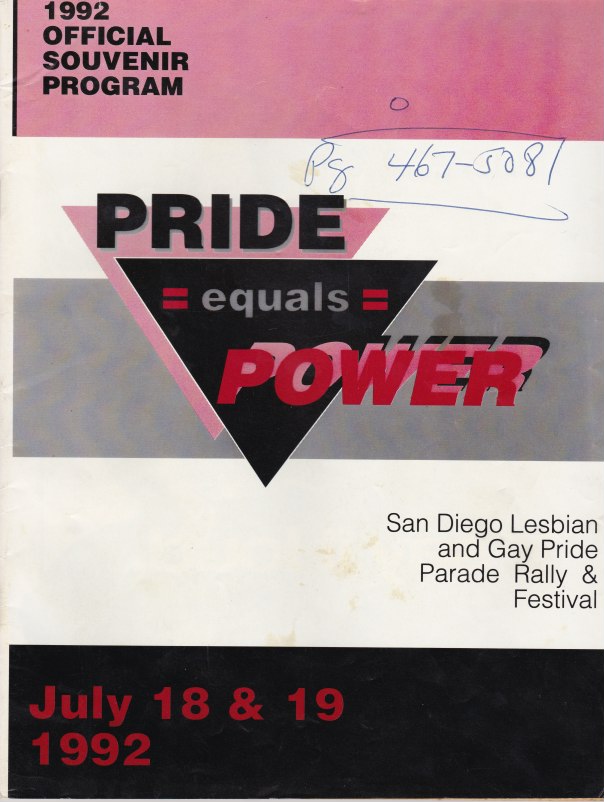 1992
OFFICIAL
SOUVENIR
PROGRAM
Pg 467-5081
PRIDE
= equals =
POWER
San Diego Lesbian
and Gay Pride
Parade Rally &
Festival
July 18 & 19
1992